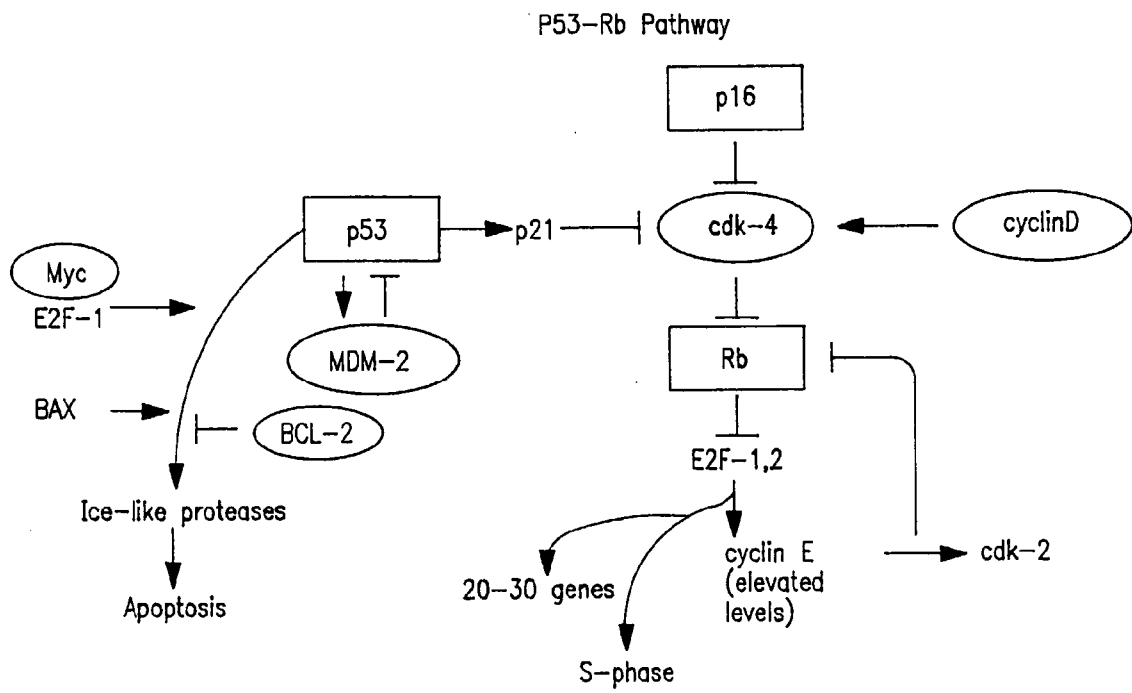 P53-Rb Pathway
p16
p53
p21
cdk-4
cyclinD
Myc
E2F-1
MDM-2
Rb
BAX
BCL-2
E2F-1,2
Ice-like proteases
20-30 genes
cyclin E
(elevated
levels)
cdk-2
Apoptosis
S-phase